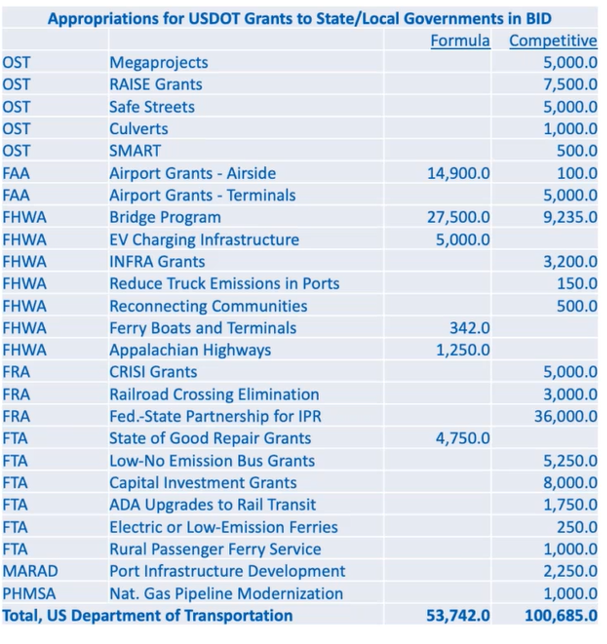 Appropriations for USDOT Grants to State/Local Governments in BID
Formula Competitive
OST Megaprojects 5,000.0
OST RAISE Grants 7,500.0
OST Safe Streets 5,000.0
OST Culverts 1,000.0
OST SMART 500.0
FAA Airport Grants - Airside 14,900.0 100.0
FAA Airport Grants - Terminals 5,000.0
FHWA Bridge Program 27,500.0 9,235.0
FHWA EV Charging Infrastructure 5,000.0
FHWA INFRA Grants 3,200.0
FHWA Reduce Truck Emissions in Ports 150.0
FHWA Reconnecting Communities 500.0
FHWA Ferry Boats and Terminals 342.0
FHWA Appalachian Highways 1,250.0
FRA CRISI Grants 5,000.0
FRA Railroad Crossing Elimination 3,000.0
FRA Fed.-State Partnership for IPR 36,000.0
FTA State of Good Repair Grants 4,750.0
FTA Low-No Emission Bus Grants 5,250.0
FTA Capital Investment Grants 8,000.0
FTA ADA Upgrades to Rail Transit 1,750.0
FTA Electric or Low-Emission Ferries 250.0
FTA Rural Passenger Ferry Service 1,000.0
MARAD Port Infrastructure Development 2,250.0
PHMSA Nat. Gas Pipeline Modernization 1,000.0
Total, US Department of Transportation 53,742.0 100,685.0